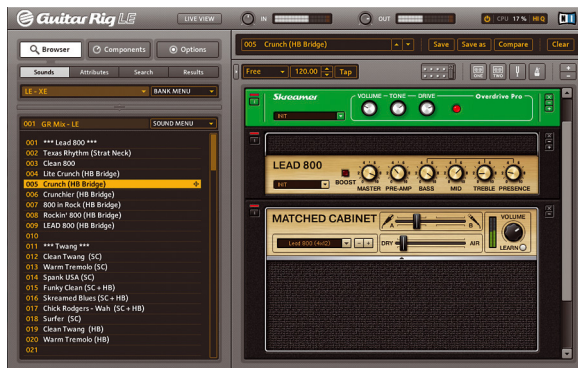 Guitar Rig LE
LIVE VIEW
IN
OUT
CPU 17% HI Q
Browser
Components
Options
005 Crunch (HB Bridge)
Save
Save as
Compare
Clear
Sounds
Attributes
Search
Results
Free
120.00
Tap
TAPE DECK ONE
TAPE DECK TWO
LE - XE
BANK MENU
001 GR Mix - LE
SOUND MENU
001 *** Lead 800 ***
002 Texas Rhythm (Strat Neck)
003 Clean 800
004 Lite Crunch (HB Bridge)
005 Crunch (HB Bridge)
006 Crunchier (HB Bridge)
007 800 in Rock (HB Bridge)
008 Rockin' 800 (HB Bridge)
009 LEAD 800 (HB Bridge)
010
011 *** Twang ***
012 Clean Twang (SC)
013 Warm Tremolo (SC)
014 Spank USA (SC)
015 Funky Clean (SC + HB)
016 Skreamed Blues (SC + HB)
017 Chick Rodgers - Wah (SC + HB)
018 Surfer (SC)
019 Clean Twang (HB)
020 Warm Tremolo (HB)
021
Skreamer
VOLUME - TONE - DRIVE
Overdrive Pro
INIT
LEAD 800
INIT
BOOST
MASTER PRE-AMP BASS MID TREBLE PRESENCE
MATCHED CABINET
A
B
VOLUME
Lead 800 (4x12)
DRY
AIR
LEARN